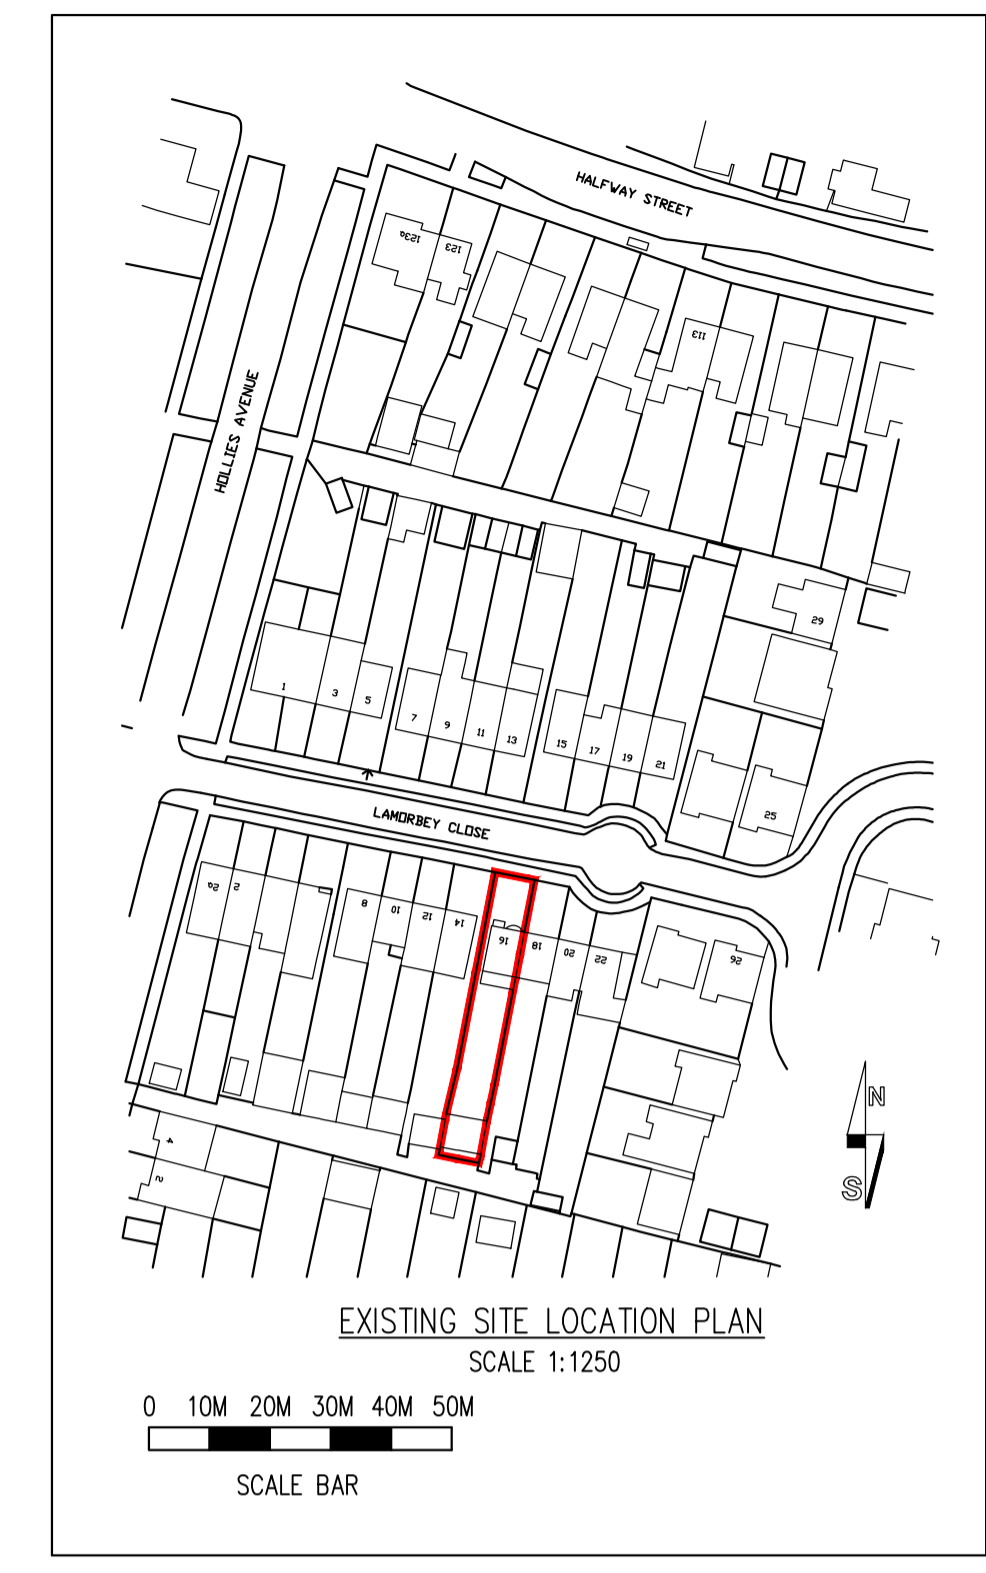 HALFWAY STREET
123a
123
113
HOLLIES AVENUE
29
1
3
5
7
9
11
13
15
17
19
21
25
LAMORBEY CLOSE
2a
2
8
10
12
14
16
18
20
22
26
4
2
N
S
EXISTING SITE LOCATION PLAN
SCALE 1:1250
0 10M 20M 30M 40M 50M
SCALE BAR